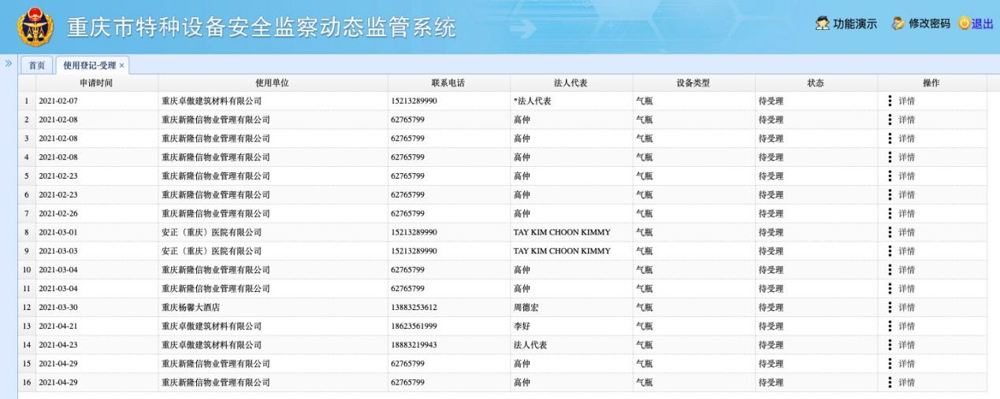 重庆市特种设备安全监察动态监管系统
功能演示 修改密码 退出
首页 使用登记-受理 ×
申请时间 使用单位 联系电话 法人代表 设备类型 状态 操作
1 2021-02-07 重庆卓傲建筑材料有限公司 15213289990 *法人代表 气瓶 待受理 详情
2 2021-02-08 重庆新隆信物业管理有限公司 62765799 高仲 气瓶 待受理 详情
3 2021-02-08 重庆新隆信物业管理有限公司 62765799 高仲 气瓶 待受理 详情
4 2021-02-08 重庆新隆信物业管理有限公司 62765799 高仲 气瓶 待受理 详情
5 2021-02-23 重庆新隆信物业管理有限公司 62765799 高仲 气瓶 待受理 详情
6 2021-02-23 重庆新隆信物业管理有限公司 62765799 高仲 气瓶 待受理 详情
7 2021-02-26 重庆新隆信物业管理有限公司 62765799 高仲 气瓶 待受理 详情
8 2021-03-01 安正（重庆）医院有限公司 15213289990 TAY KIM CHOON KIMMY 气瓶 待受理 详情
9 2021-03-03 安正（重庆）医院有限公司 15213289990 TAY KIM CHOON KIMMY 气瓶 待受理 详情
10 2021-03-04 重庆新隆信物业管理有限公司 62765799 高仲 气瓶 待受理 详情
11 2021-03-04 重庆新隆信物业管理有限公司 62765799 高仲 气瓶 待受理 详情
12 2021-03-30 重庆杨馨大酒店 13883253612 周德宏 气瓶 待受理 详情
13 2021-04-21 重庆卓傲建筑材料有限公司 18623561999 李好 气瓶 待受理 详情
14 2021-04-23 重庆卓傲建筑材料有限公司 18883219943 法人代表 气瓶 待受理 详情
15 2021-04-29 重庆新隆信物业管理有限公司 62765799 高仲 气瓶 待受理 详情
16 2021-04-29 重庆新隆信物业管理有限公司 62765799 高仲 气瓶 待受理 详情